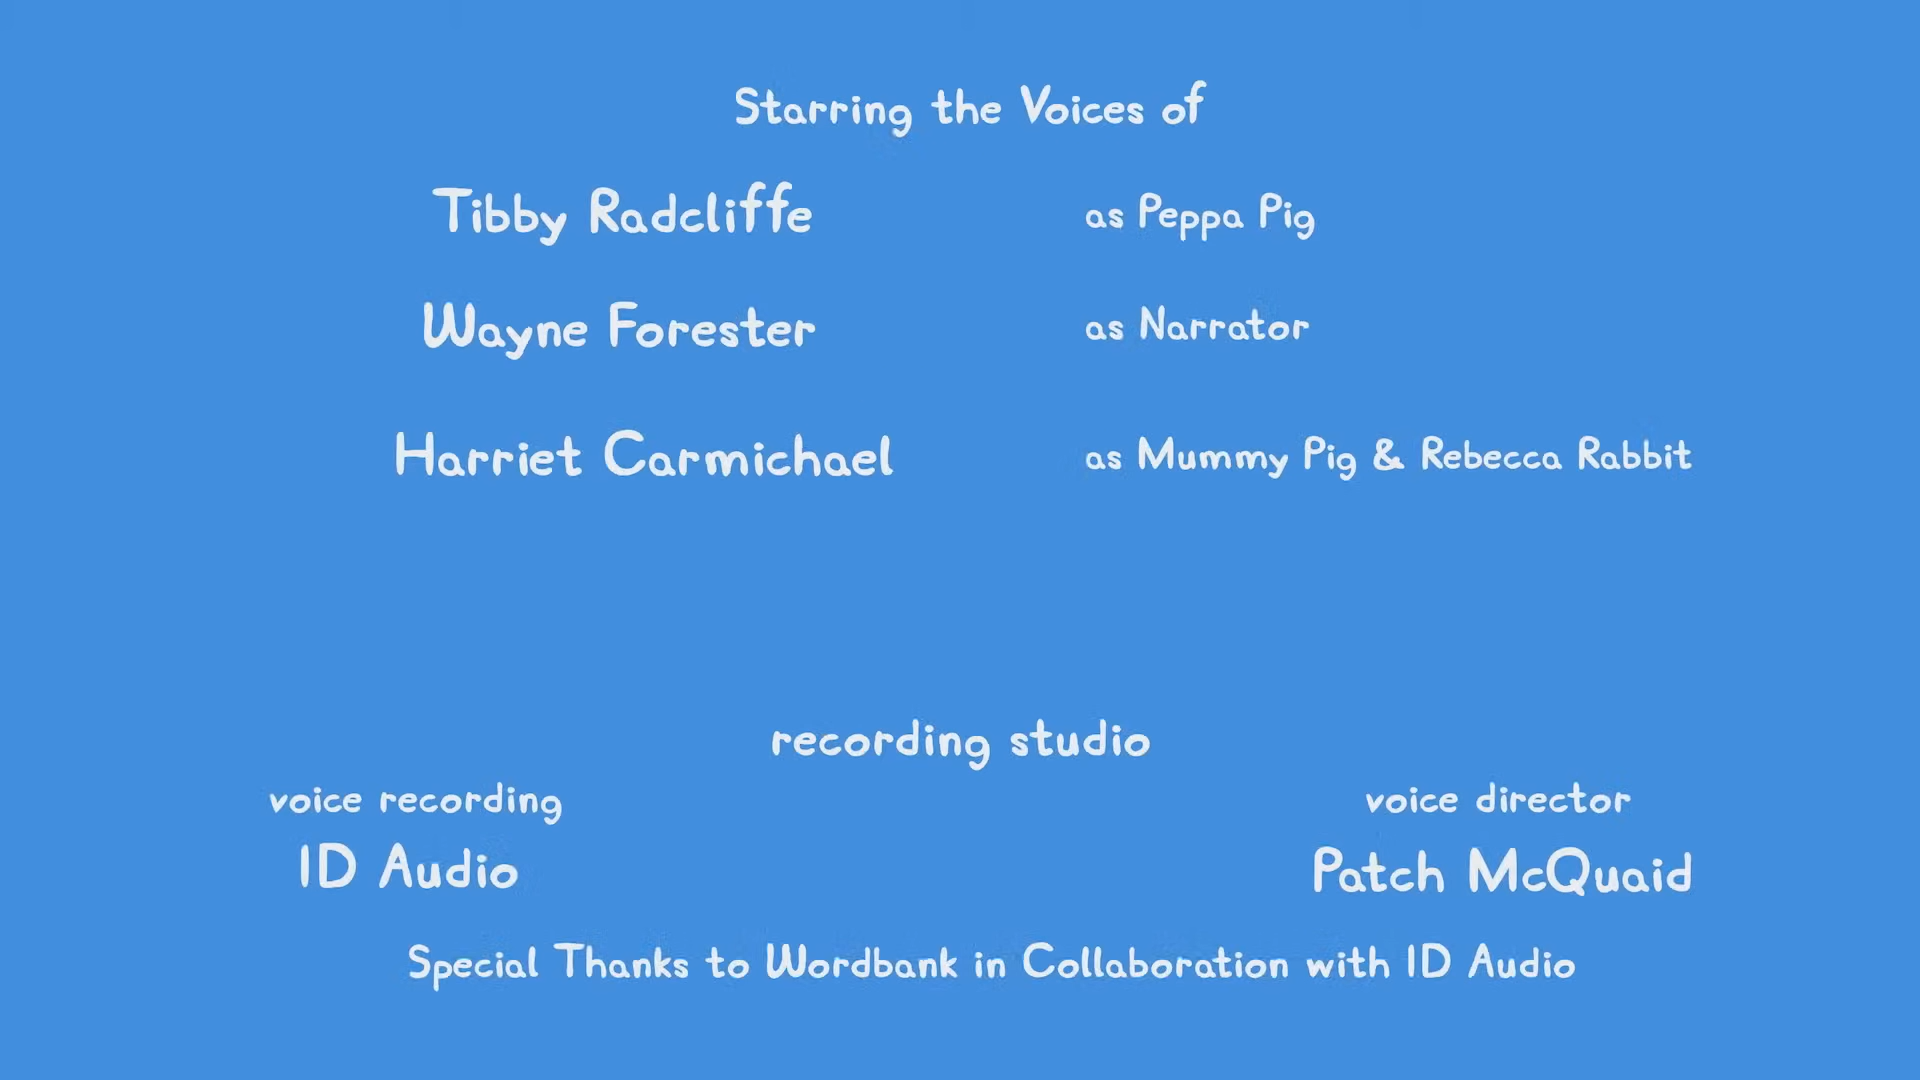 Starring the Voices of
Tibby Radcliffe as Peppa Pig
Wayne Forester as Narrator
Harriet Carmichael as Mummy Pig & Rebecca Rabbit
recording studio
voice recording voice director
ID Audio Patch McQuaid
Special Thanks to Wordbank in Collaboration with ID Audio